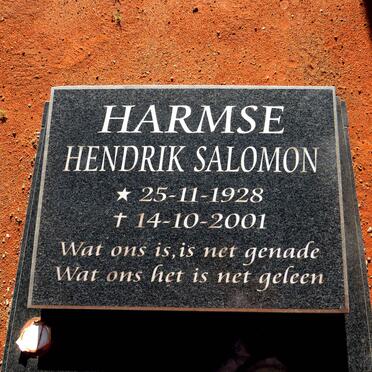 HARMSE
HENDRIK SALOMON
★ 25-11-1928
✝ 14-10-2001
Wat ons is, is net genade
Wat ons het is net geleen